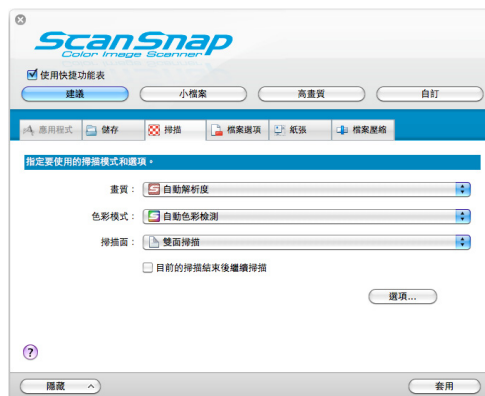 ScanSnap
Color Image Scanner
使用快捷功能表
建議 小檔案 高畫質 自訂
應用程式 儲存 掃描 檔案選項 紙張 檔案壓縮
指定要使用的掃描模式和選項。
畫質： 自動解析度
色彩模式： 自動色彩檢測
掃描面： 雙面掃描
目前的掃描結束後繼續掃描
選項...
?
隱藏 套用